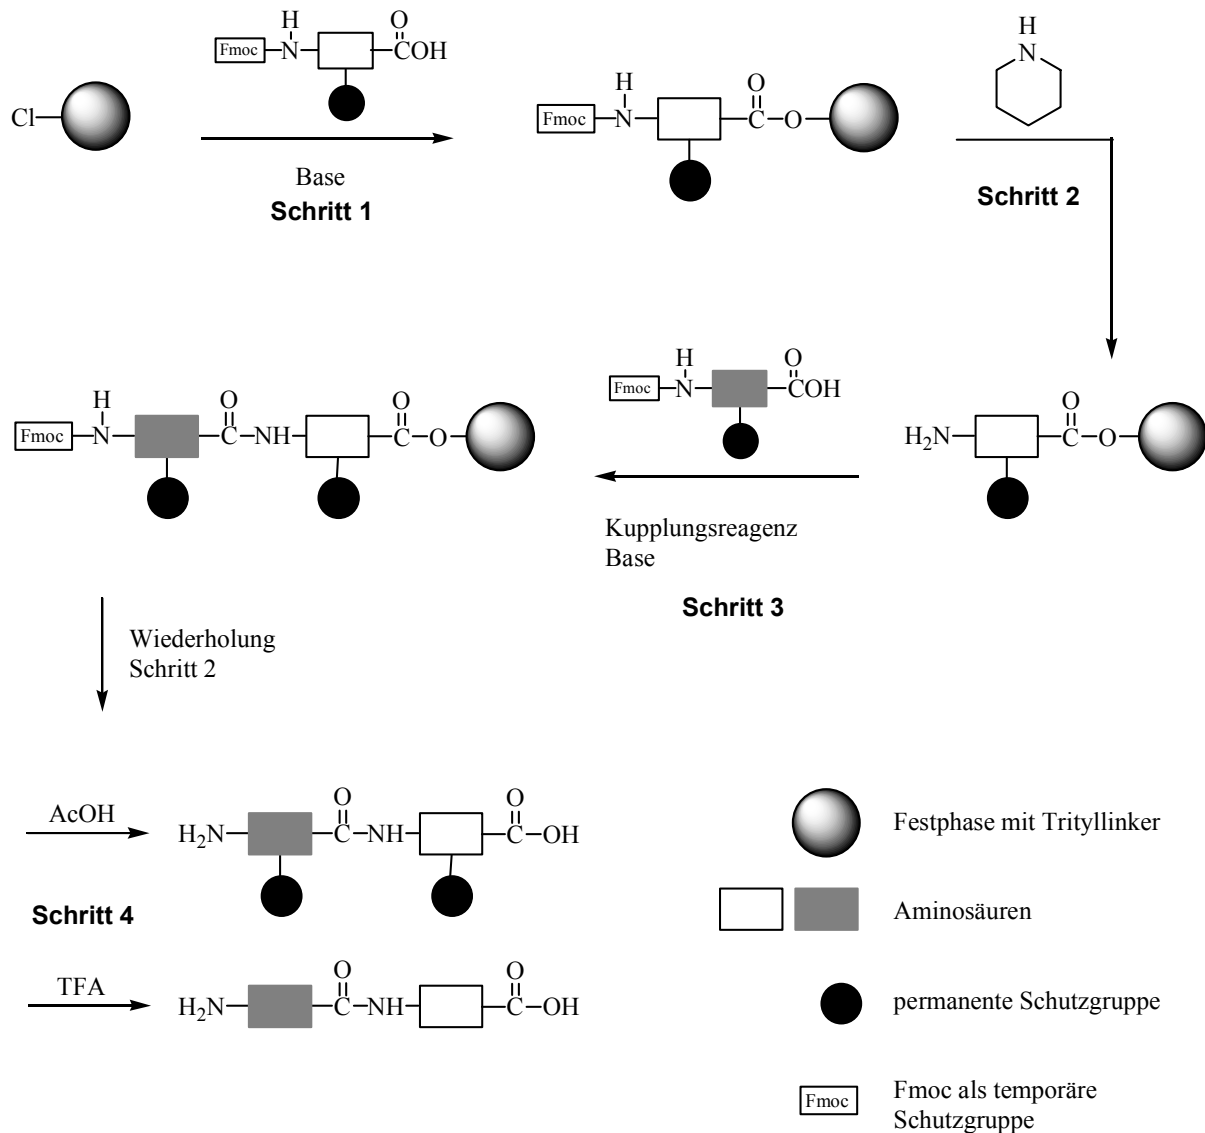 Cl
Fmoc
H
N
O
COH
Base
Schritt 1
Fmoc
H
N
O
C
O
H
N
Schritt 2
Fmoc
H
N
O
C
NH
O
C
O
Fmoc
H
N
O
COH
Kupplungsreagenz
Base
Schritt 3
H2N
O
C
O
Wiederholung
Schritt 2
AcOH
H2N
O
C
NH
O
C
OH
Schritt 4
TFA
H2N
O
C
NH
O
C
OH
Festphase mit Trityllinker
Aminosäuren
permanente Schutzgruppe
Fmoc
Fmoc als temporäre
Schutzgruppe